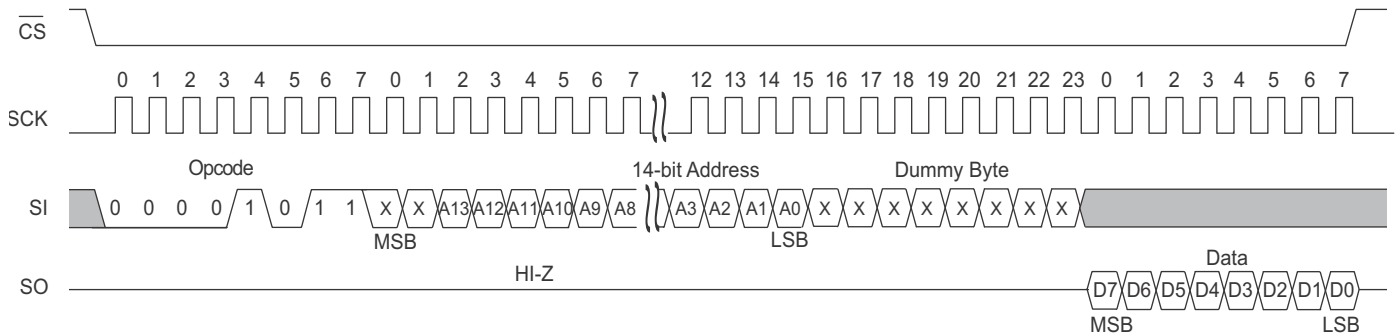 CS
0 1 2 3 4 5 6 7 0 1 2 3 4 5 6 7 12 13 14 15 16 17 18 19 20 21 22 23 0 1 2 3 4 5 6 7
SCK
Opcode 14-bit Address Dummy Byte
SI 0 0 0 0 1 0 1 1 X X A13 A12 A11 A10 A9 A8 A3 A2 A1 A0 X X X X X X X X
MSB LSB
HI-Z Data
SO D7 D6 D5 D4 D3 D2 D1 D0
MSB LSB